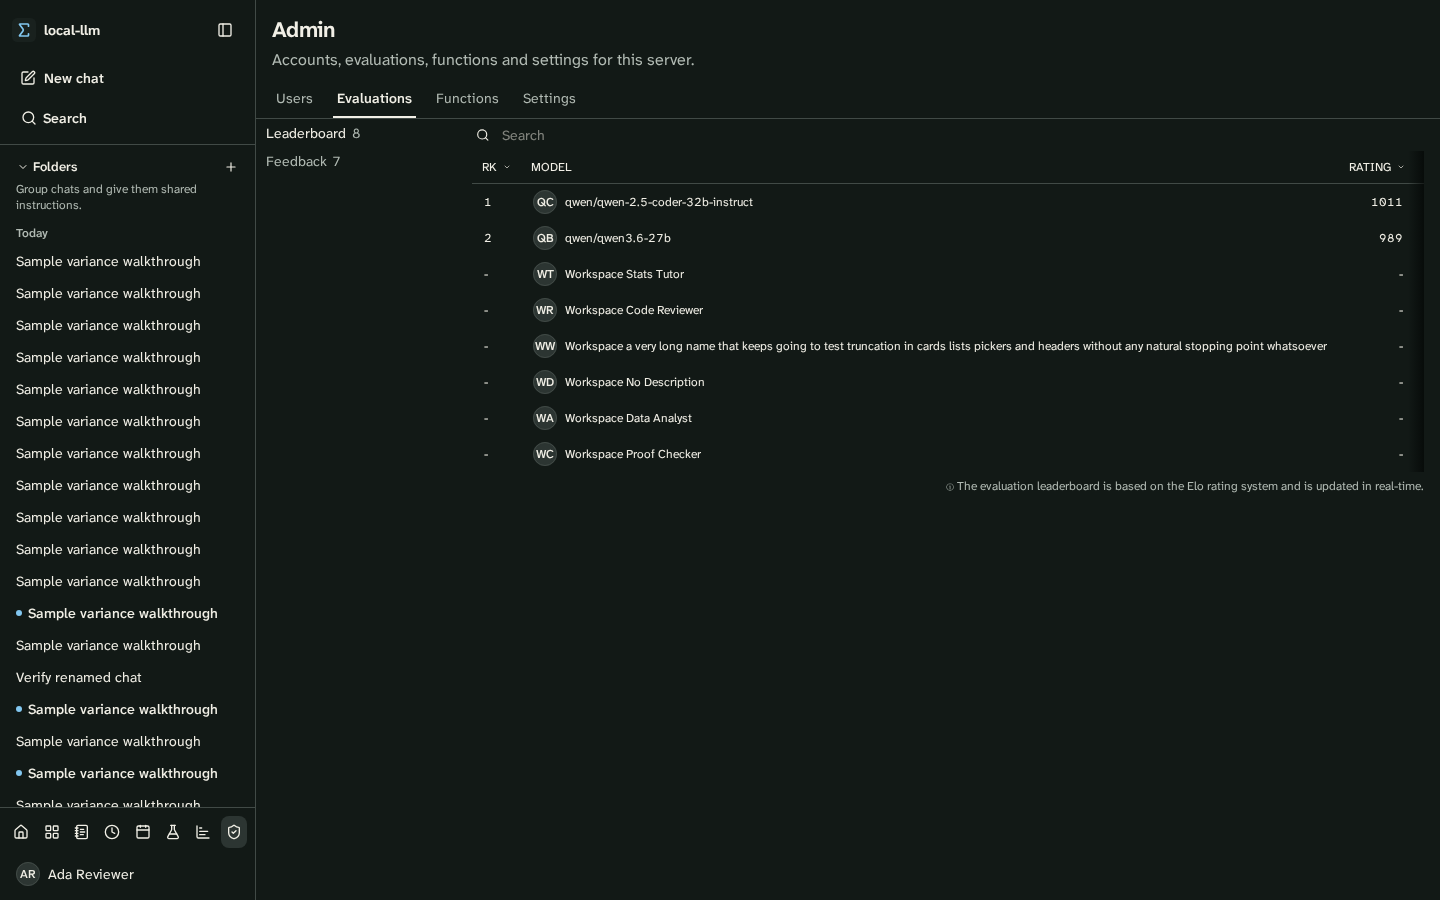 local-llm
New chat
Search
Folders
Group chats and give them shared
instructions.
Today
Sample variance walkthrough
Sample variance walkthrough
Sample variance walkthrough
Sample variance walkthrough
Sample variance walkthrough
Sample variance walkthrough
Sample variance walkthrough
Sample variance walkthrough
Sample variance walkthrough
Sample variance walkthrough
Sample variance walkthrough
Sample variance walkthrough
Sample variance walkthrough
Verify renamed chat
Sample variance walkthrough
Sample variance walkthrough
Sample variance walkthrough
Sample variance walkthrough
AR Ada Reviewer
Admin
Accounts, evaluations, functions and settings for this server.
Users Evaluations Functions Settings
Leaderboard 8
Feedback 7
Search
RK MODEL RATING
1 QC qwen/qwen-2.5-coder-32b-instruct 1011
2 QB qwen/qwen3.6-27b 989
- WT Workspace Stats Tutor -
- WR Workspace Code Reviewer -
- WW Workspace a very long name that keeps going to test truncation in cards lists pickers and headers without any natural stopping point whatsoever -
- WD Workspace No Description -
- WA Workspace Data Analyst -
- WC Workspace Proof Checker -
The evaluation leaderboard is based on the Elo rating system and is updated in real-time.